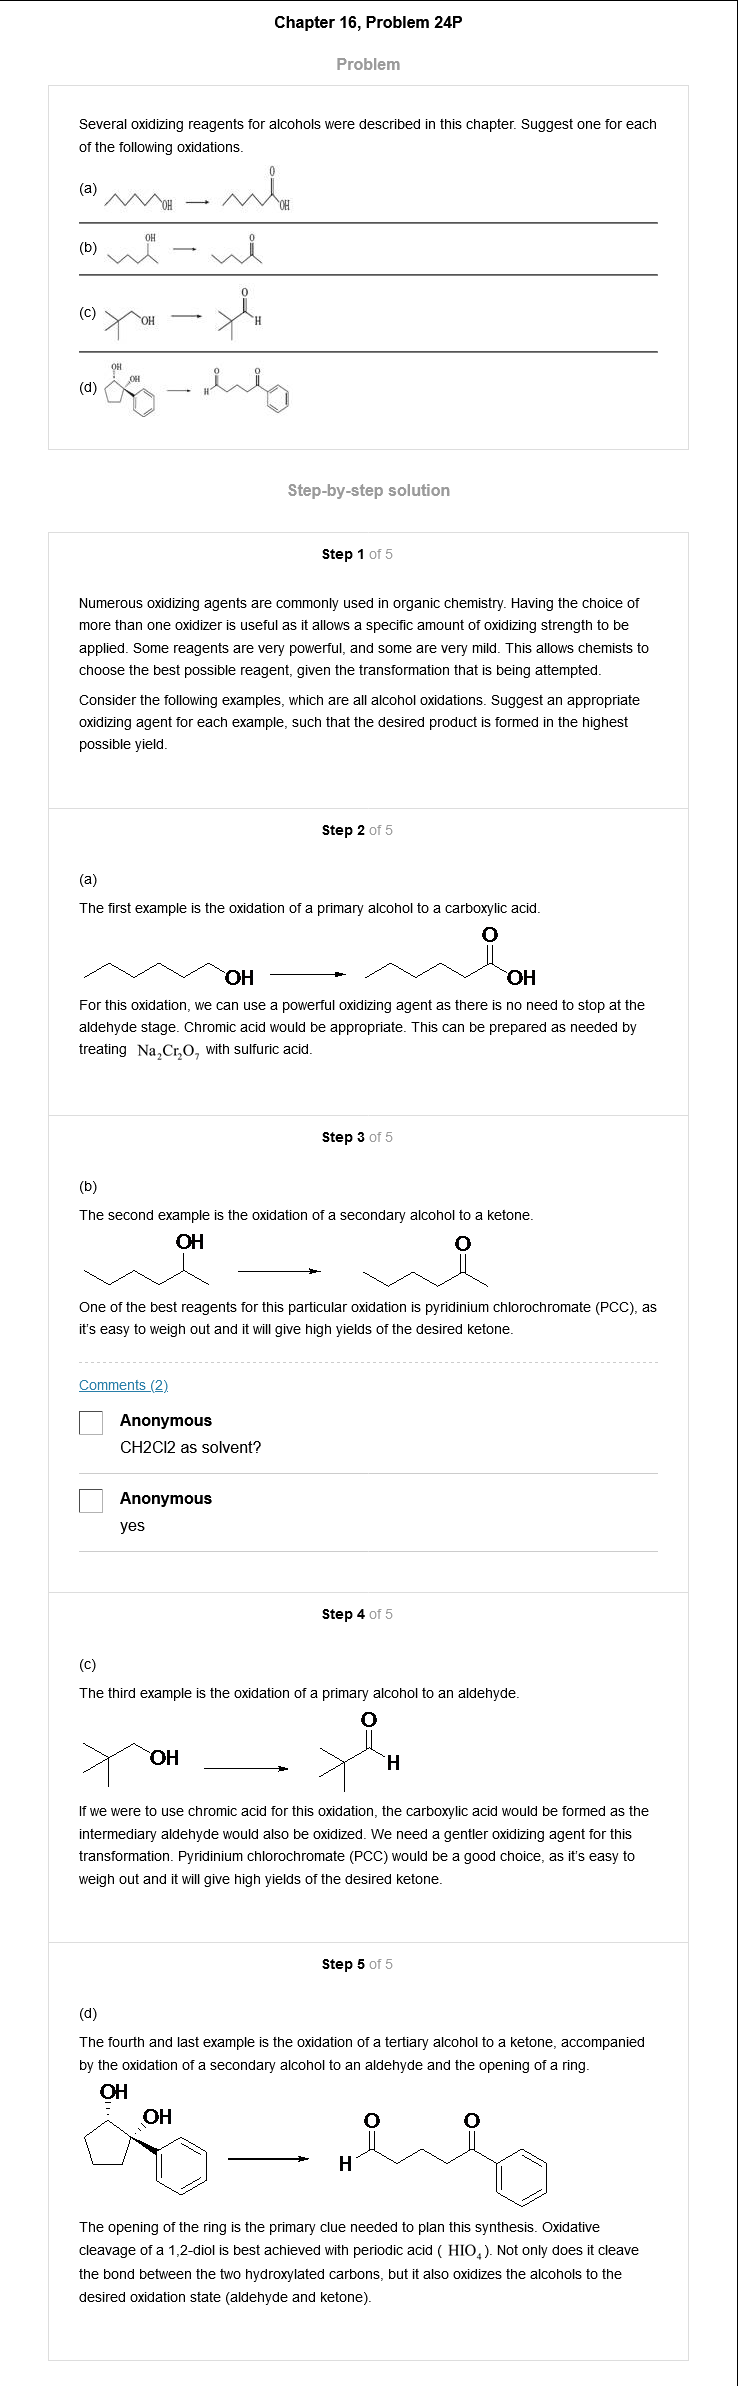 Chapter 16, Problem 24P
Problem
Several oxidizing reagents for alcohols were described in this chapter. Suggest one for each
of the following oxidations.
(a)
OH
O
OH
(b)
OH
O
(c)
OH
O
H
(d)
OH
OH
H
O
O
Step-by-step solution
Step 1 of 5
Numerous oxidizing agents are commonly used in organic chemistry. Having the choice of
more than one oxidizer is useful as it allows a specific amount of oxidizing strength to be
applied. Some reagents are very powerful, and some are very mild. This allows chemists to
choose the best possible reagent, given the transformation that is being attempted.
Consider the following examples, which are all alcohol oxidations. Suggest an appropriate
oxidizing agent for each example, such that the desired product is formed in the highest
possible yield.
Step 2 of 5
(a)
The first example is the oxidation of a primary alcohol to a carboxylic acid.
OH
O
OH
For this oxidation, we can use a powerful oxidizing agent as there is no need to stop at the
aldehyde stage. Chromic acid would be appropriate. This can be prepared as needed by
treating Na₂Cr₂O₇ with sulfuric acid.
Step 3 of 5
(b)
The second example is the oxidation of a secondary alcohol to a ketone.
OH
O
One of the best reagents for this particular oxidation is pyridinium chlorochromate (PCC), as
it's easy to weigh out and it will give high yields of the desired ketone.
Comments (2)
Anonymous
CH2Cl2 as solvent?
Anonymous
yes
Step 4 of 5
(c)
The third example is the oxidation of a primary alcohol to an aldehyde.
OH
O
H
If we were to use chromic acid for this oxidation, the carboxylic acid would be formed as the
intermediary aldehyde would also be oxidized. We need a gentler oxidizing agent for this
transformation. Pyridinium chlorochromate (PCC) would be a good choice, as it's easy to
weigh out and it will give high yields of the desired ketone.
Step 5 of 5
(d)
The fourth and last example is the oxidation of a tertiary alcohol to a ketone, accompanied
by the oxidation of a secondary alcohol to an aldehyde and the opening of a ring.
OH
OH
O
O
H
The opening of the ring is the primary clue needed to plan this synthesis. Oxidative
cleavage of a 1,2-diol is best achieved with periodic acid ( HIO₄). Not only does it cleave
the bond between the two hydroxylated carbons, but it also oxidizes the alcohols to the
desired oxidation state (aldehyde and ketone).